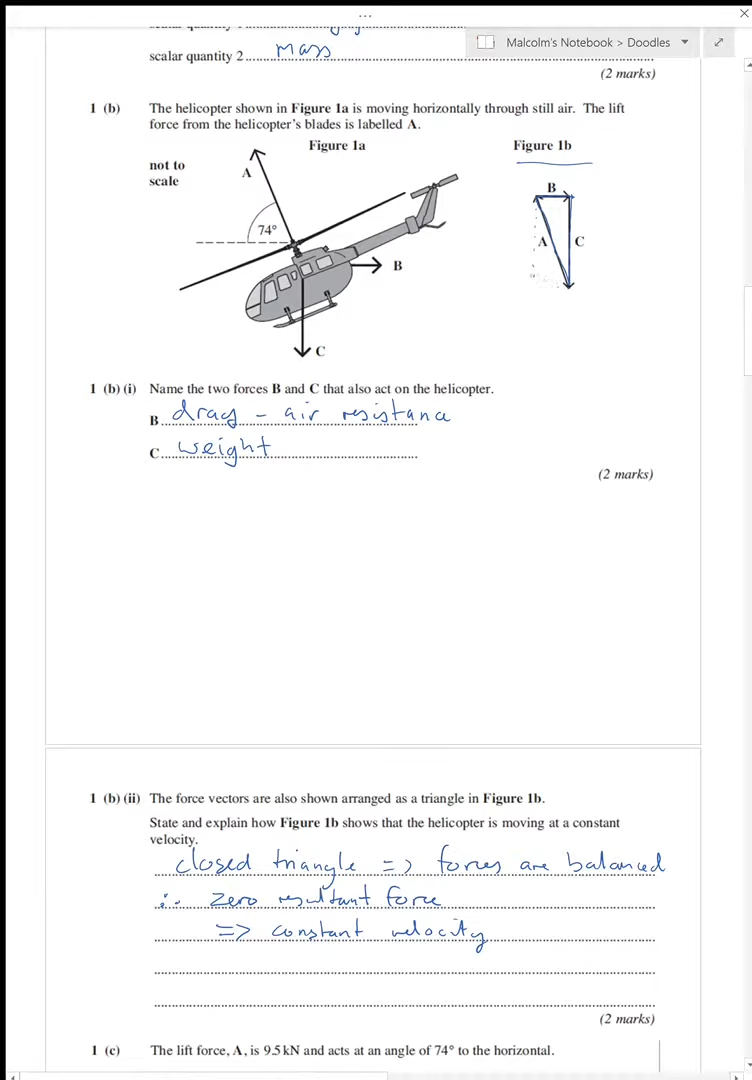 Malcolm's Notebook > Doodles
scalar quantity 2 mass
(2 marks)
1 (b) The helicopter shown in Figure 1a is moving horizontally through still air. The lift
force from the helicopter's blades is labelled A.
Figure 1a
Figure 1b
not to
scale
A
74°
B
C
B
A
C
1 (b) (i) Name the two forces B and C that also act on the helicopter.
B drag - air resistance
C weight
(2 marks)
1 (b) (ii) The force vectors are also shown arranged as a triangle in Figure 1b.
State and explain how Figure 1b shows that the helicopter is moving at a constant
velocity.
closed triangle => forces are balanced
∴ zero resultant force
=> constant velocity
(2 marks)
1 (c) The lift force, A, is 9.5 kN and acts at an angle of 74° to the horizontal.